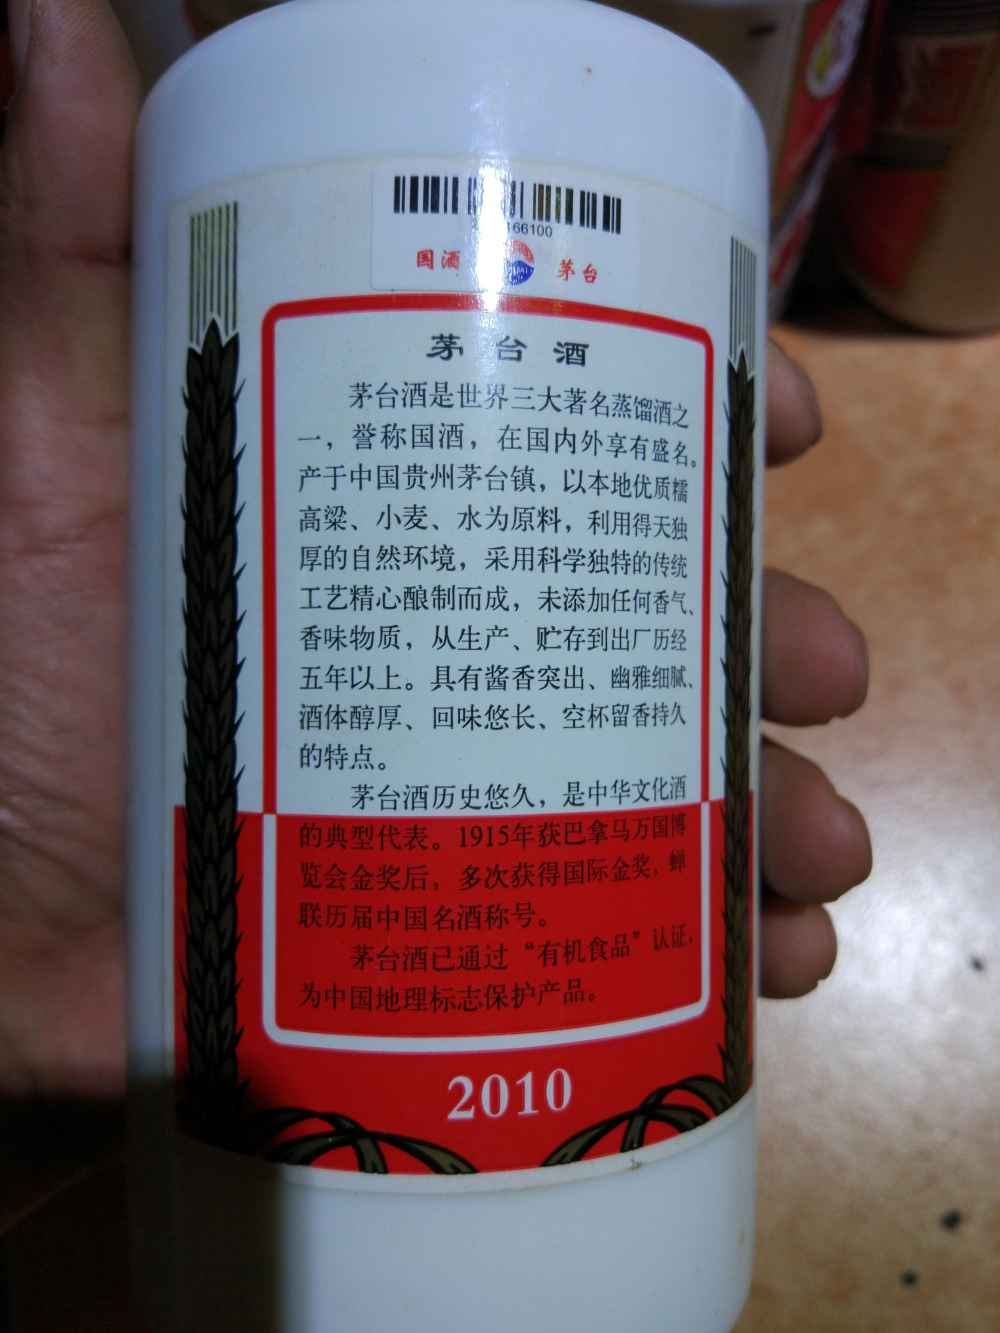 166100
国酒 茅台
茅台酒
茅台酒是世界三大著名蒸馏酒之
一，誉称国酒，在国内外享有盛名。
产于中国贵州茅台镇，以本地优质糯
高粱、小麦、水为原料，利用得天独
厚的自然环境，采用科学独特的传统
工艺精心酿制而成，未添加任何香气、
香味物质，从生产、贮存到出厂历经
五年以上。具有酱香突出、幽雅细腻、
酒体醇厚、回味悠长、空杯留香持久
的特点。
茅台酒历史悠久，是中华文化酒
的典型代表。1915年获巴拿马万国博
览会金奖后，多次获得国际金奖，蝉
联历届中国名酒称号。
茅台酒已通过“有机食品”认证，
为中国地理标志保护产品。
2010